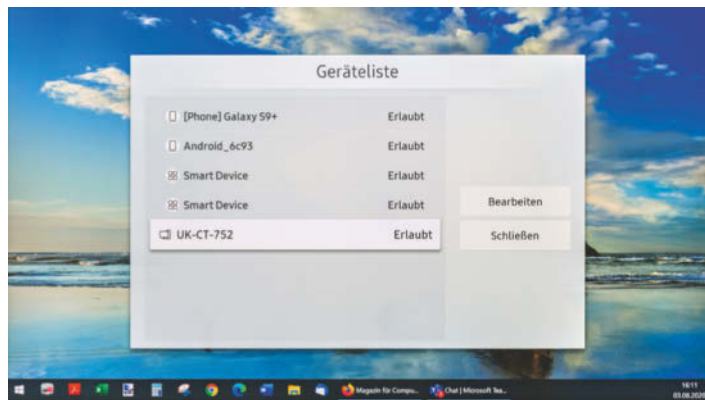 Geräteliste
[Phone] Galaxy S9+ Erlaubt
Android_6c93 Erlaubt
Smart Device Erlaubt
Smart Device Erlaubt
UK-CT-752 Erlaubt
Bearbeiten
Schließen
Magazin für Compu...
Chat | Microsoft Tea...
16:11
03.08.2020